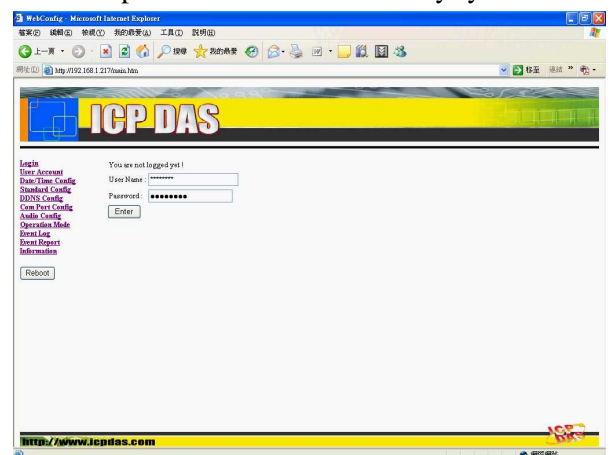 WebConfig - Microsoft Internet Explorer
檔案(F) 編輯(E) 檢視(V) 我的最愛(A) 工具(T) 說明(H)
上一頁 搜尋 我的最愛
網址(D) http://192.168.1.217/main.htm 移至 連結 »
ICP DAS
Login
User Account
Date/Time Config
Standard Config
DDNS Config
Com Port Config
Audio Config
Operation Mode
Event Log
Event Report
Information
Reboot
You are not logged yet !
User Name : ********
Password : ●●●●●●●●
Enter
http://www.icpdas.com
ICP DAS